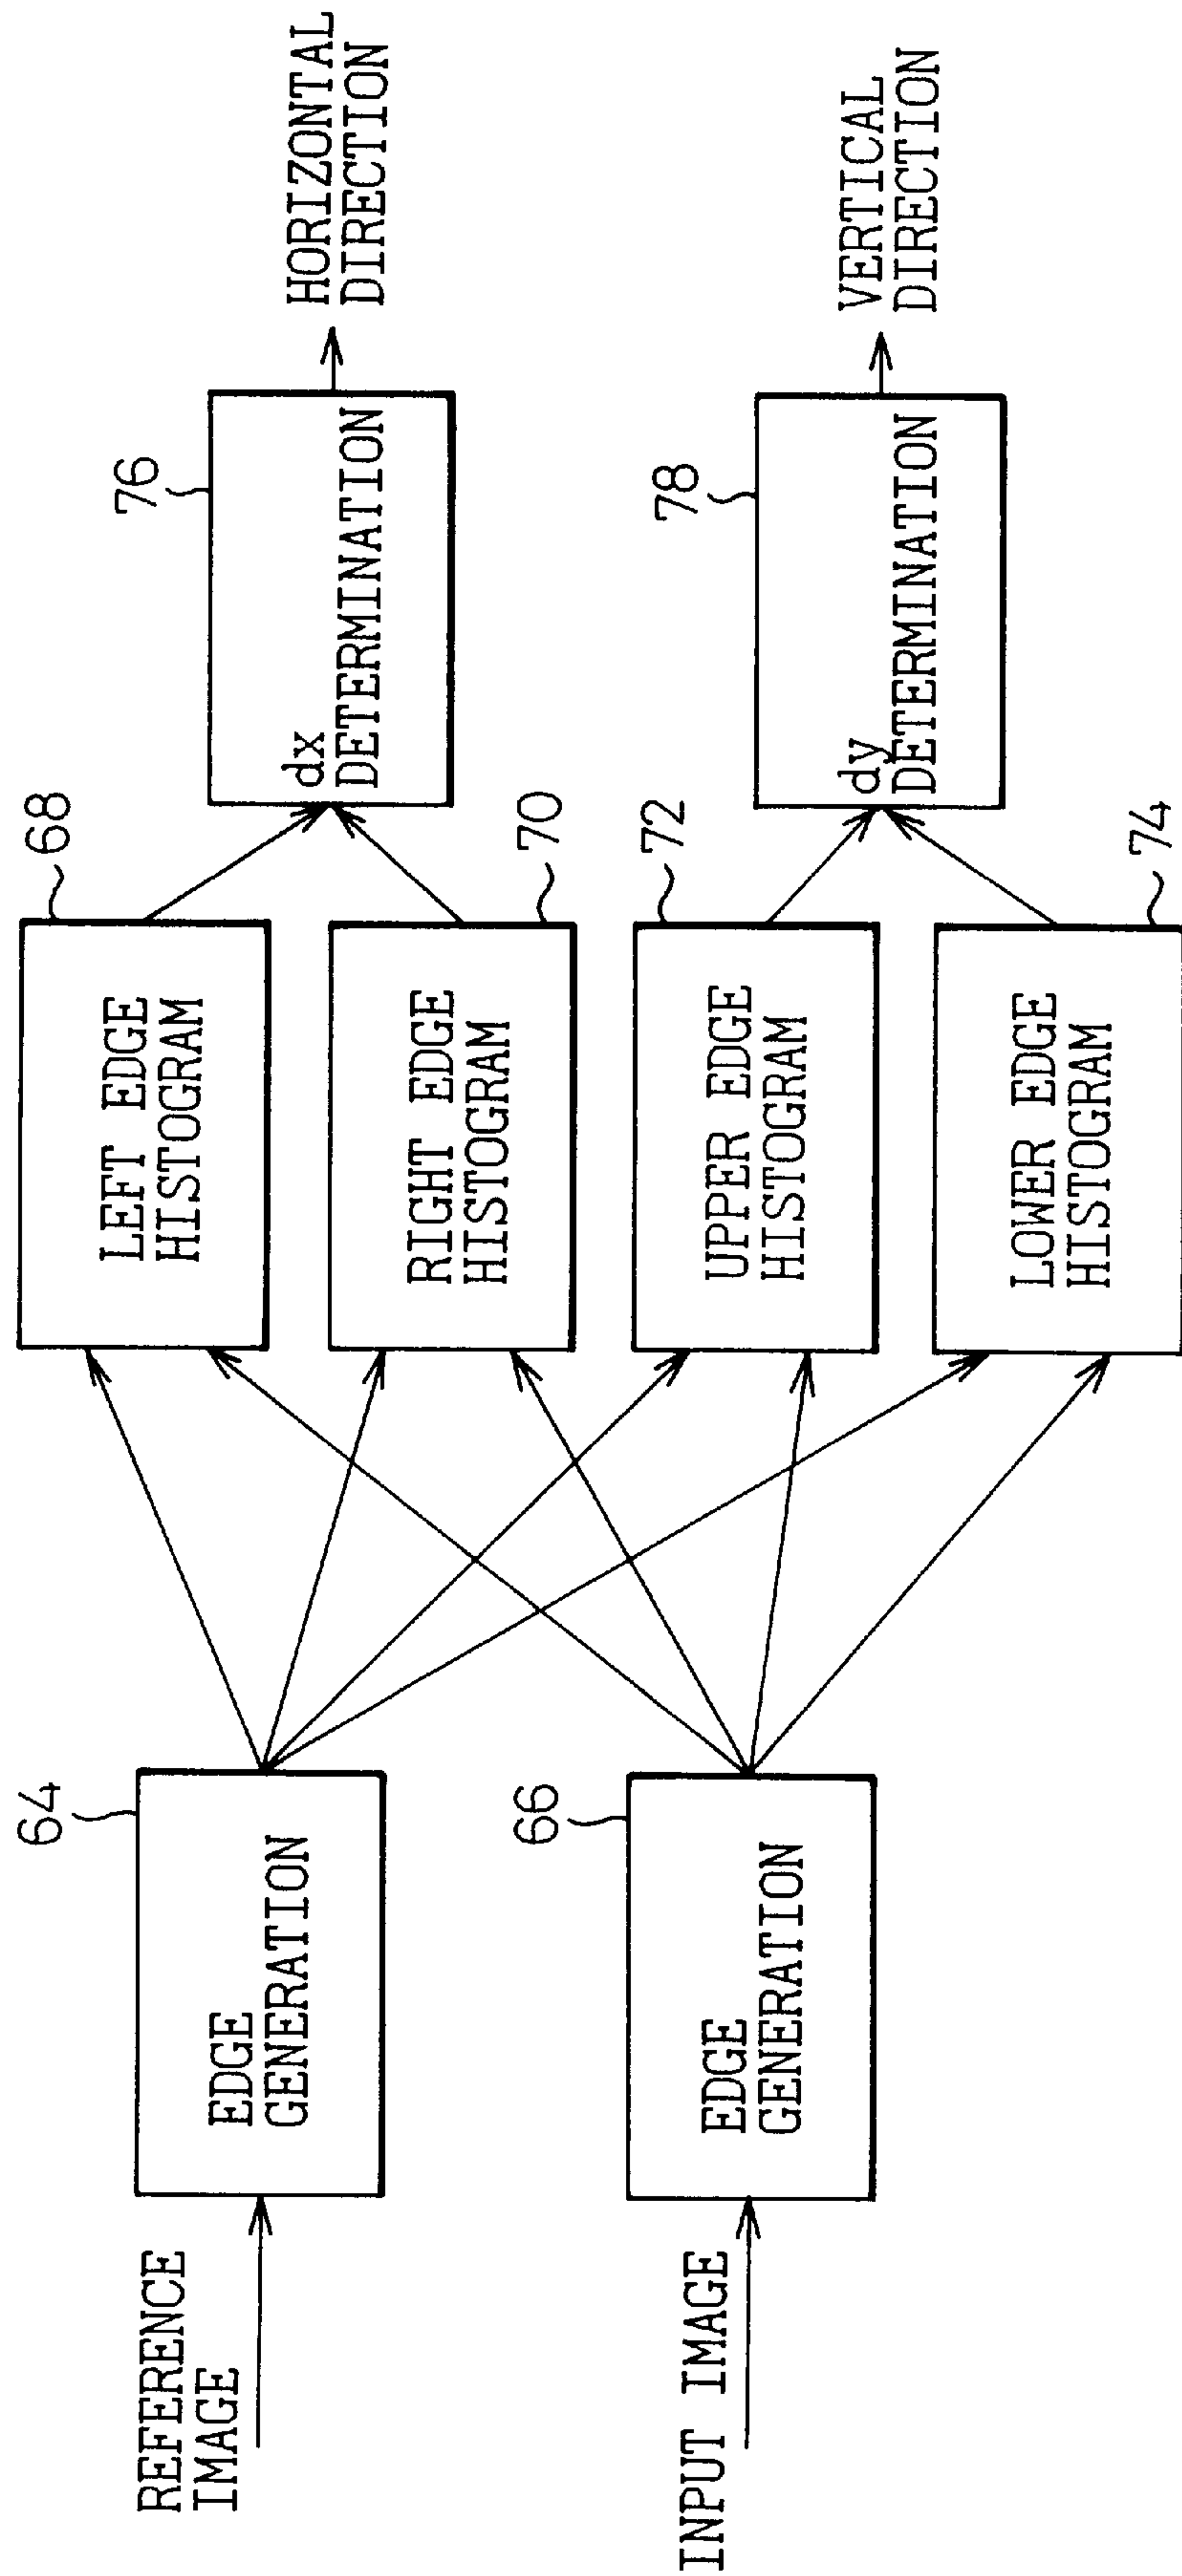 REFERENCE
IMAGE
64
EDGE
GENERATION
INPUT IMAGE
66
EDGE
GENERATION
68
LEFT EDGE
HISTOGRAM
70
RIGHT EDGE
HISTOGRAM
72
UPPER EDGE
HISTOGRAM
74
LOWER EDGE
HISTOGRAM
76
dx
DETERMINATION
HORIZONTAL
DIRECTION
78
dy
DETERMINATION
VERTICAL
DIRECTION